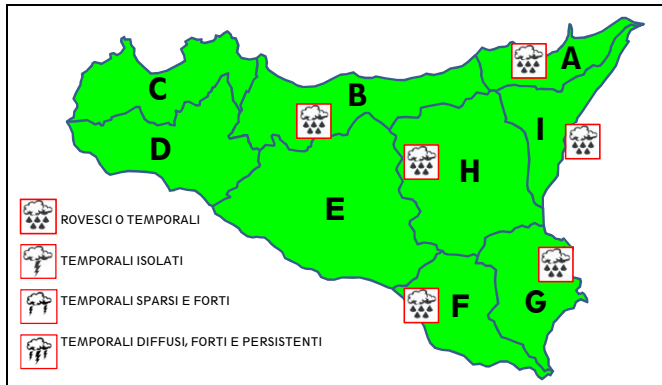 A
C
B
I
D
H
E
ROVESCI O TEMPORALI
TEMPORALI ISOLATI
TEMPORALI SPARSI E FORTI
F
G
TEMPORALI DIFFUSI, FORTI E PERSISTENTI